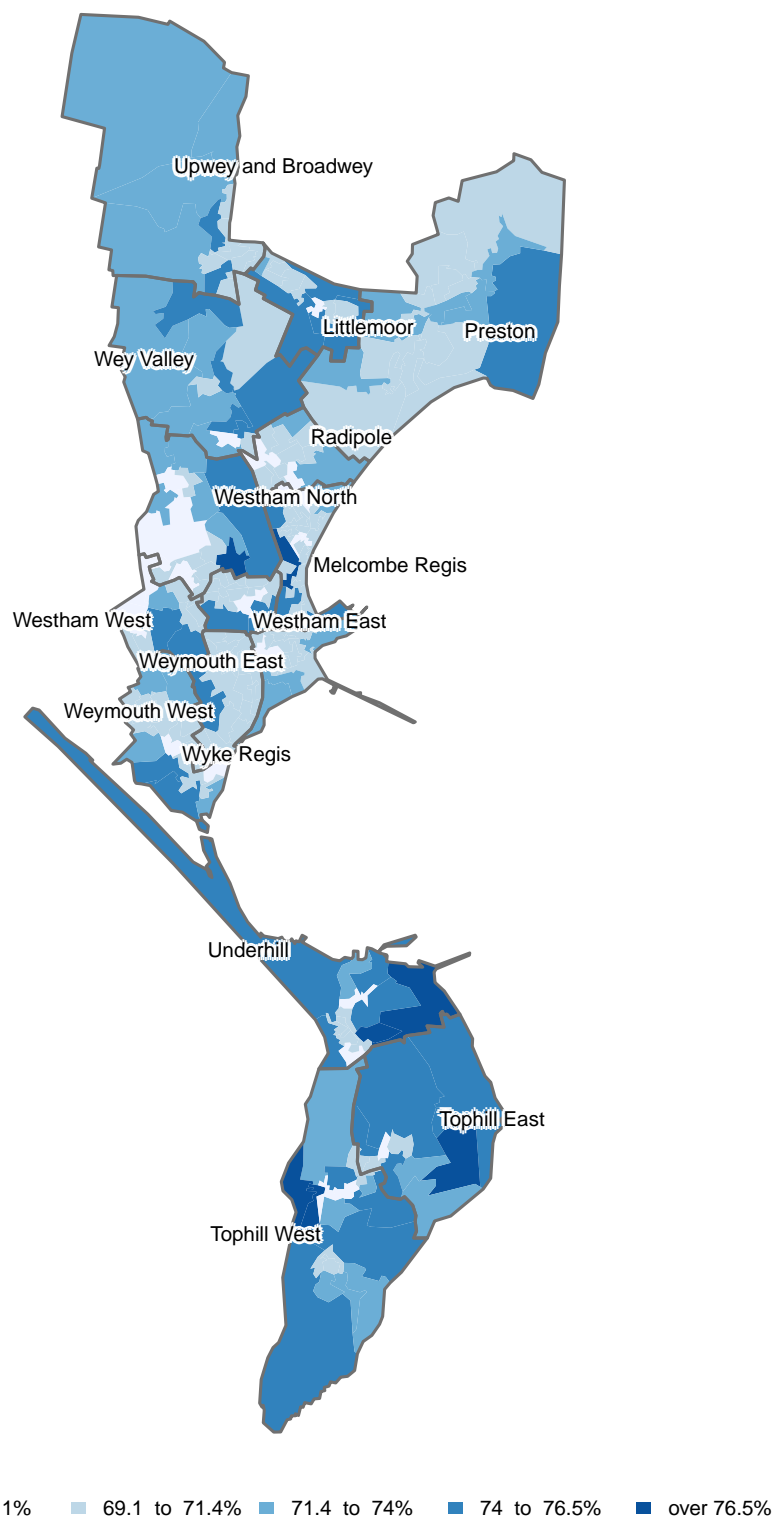 Upwey and Broadwey
Littlemoor
Preston
Wey Valley
Radipole
Westham North
Melcombe Regis
Westham West
Westham East
Weymouth East
Weymouth West
Wyke Regis
Underhill
Tophill East
Tophill West
1% 69.1 to 71.4% 71.4 to 74% 74 to 76.5% over 76.5%